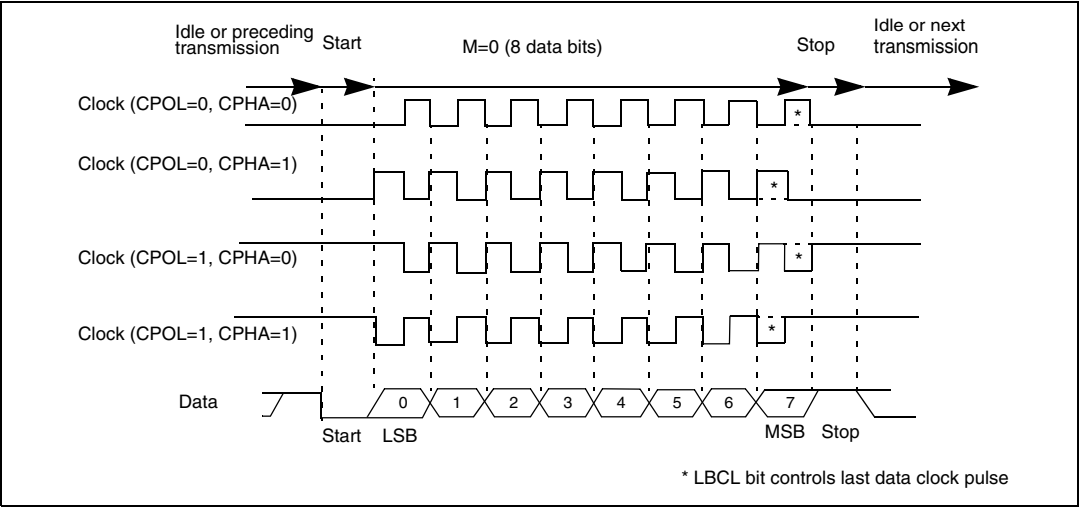 Idle or preceding
transmission
Start
M=0 (8 data bits)
Stop
Idle or next
transmission
Clock (CPOL=0, CPHA=0)
*
Clock (CPOL=0, CPHA=1)
*
Clock (CPOL=1, CPHA=0)
*
Clock (CPOL=1, CPHA=1)
*
Data
0 1 2 3 4 5 6 7
Start LSB MSB Stop
* LBCL bit controls last data clock pulse